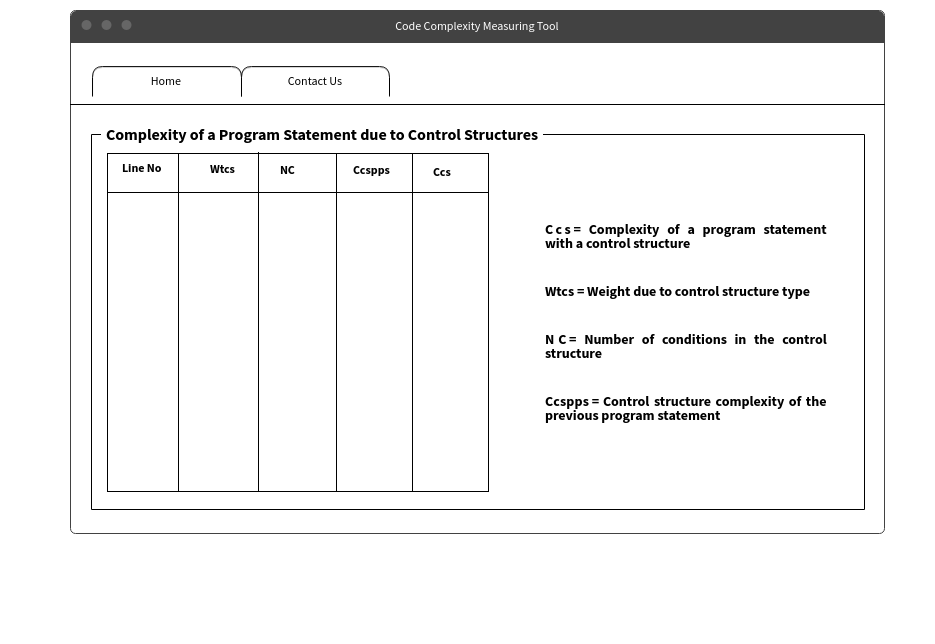 Code Complexity Measuring Tool
Home Contact Us
Complexity of a Program Statement due to Control Structures
Line No Wtcs NC Ccspps Ccs
Ccs= Complexity of a program statement
with a control structure
Wtcs = Weight due to control structure type
NC= Number of conditions in the control
structure
Ccspps = Control structure complexity of the
previous program statement